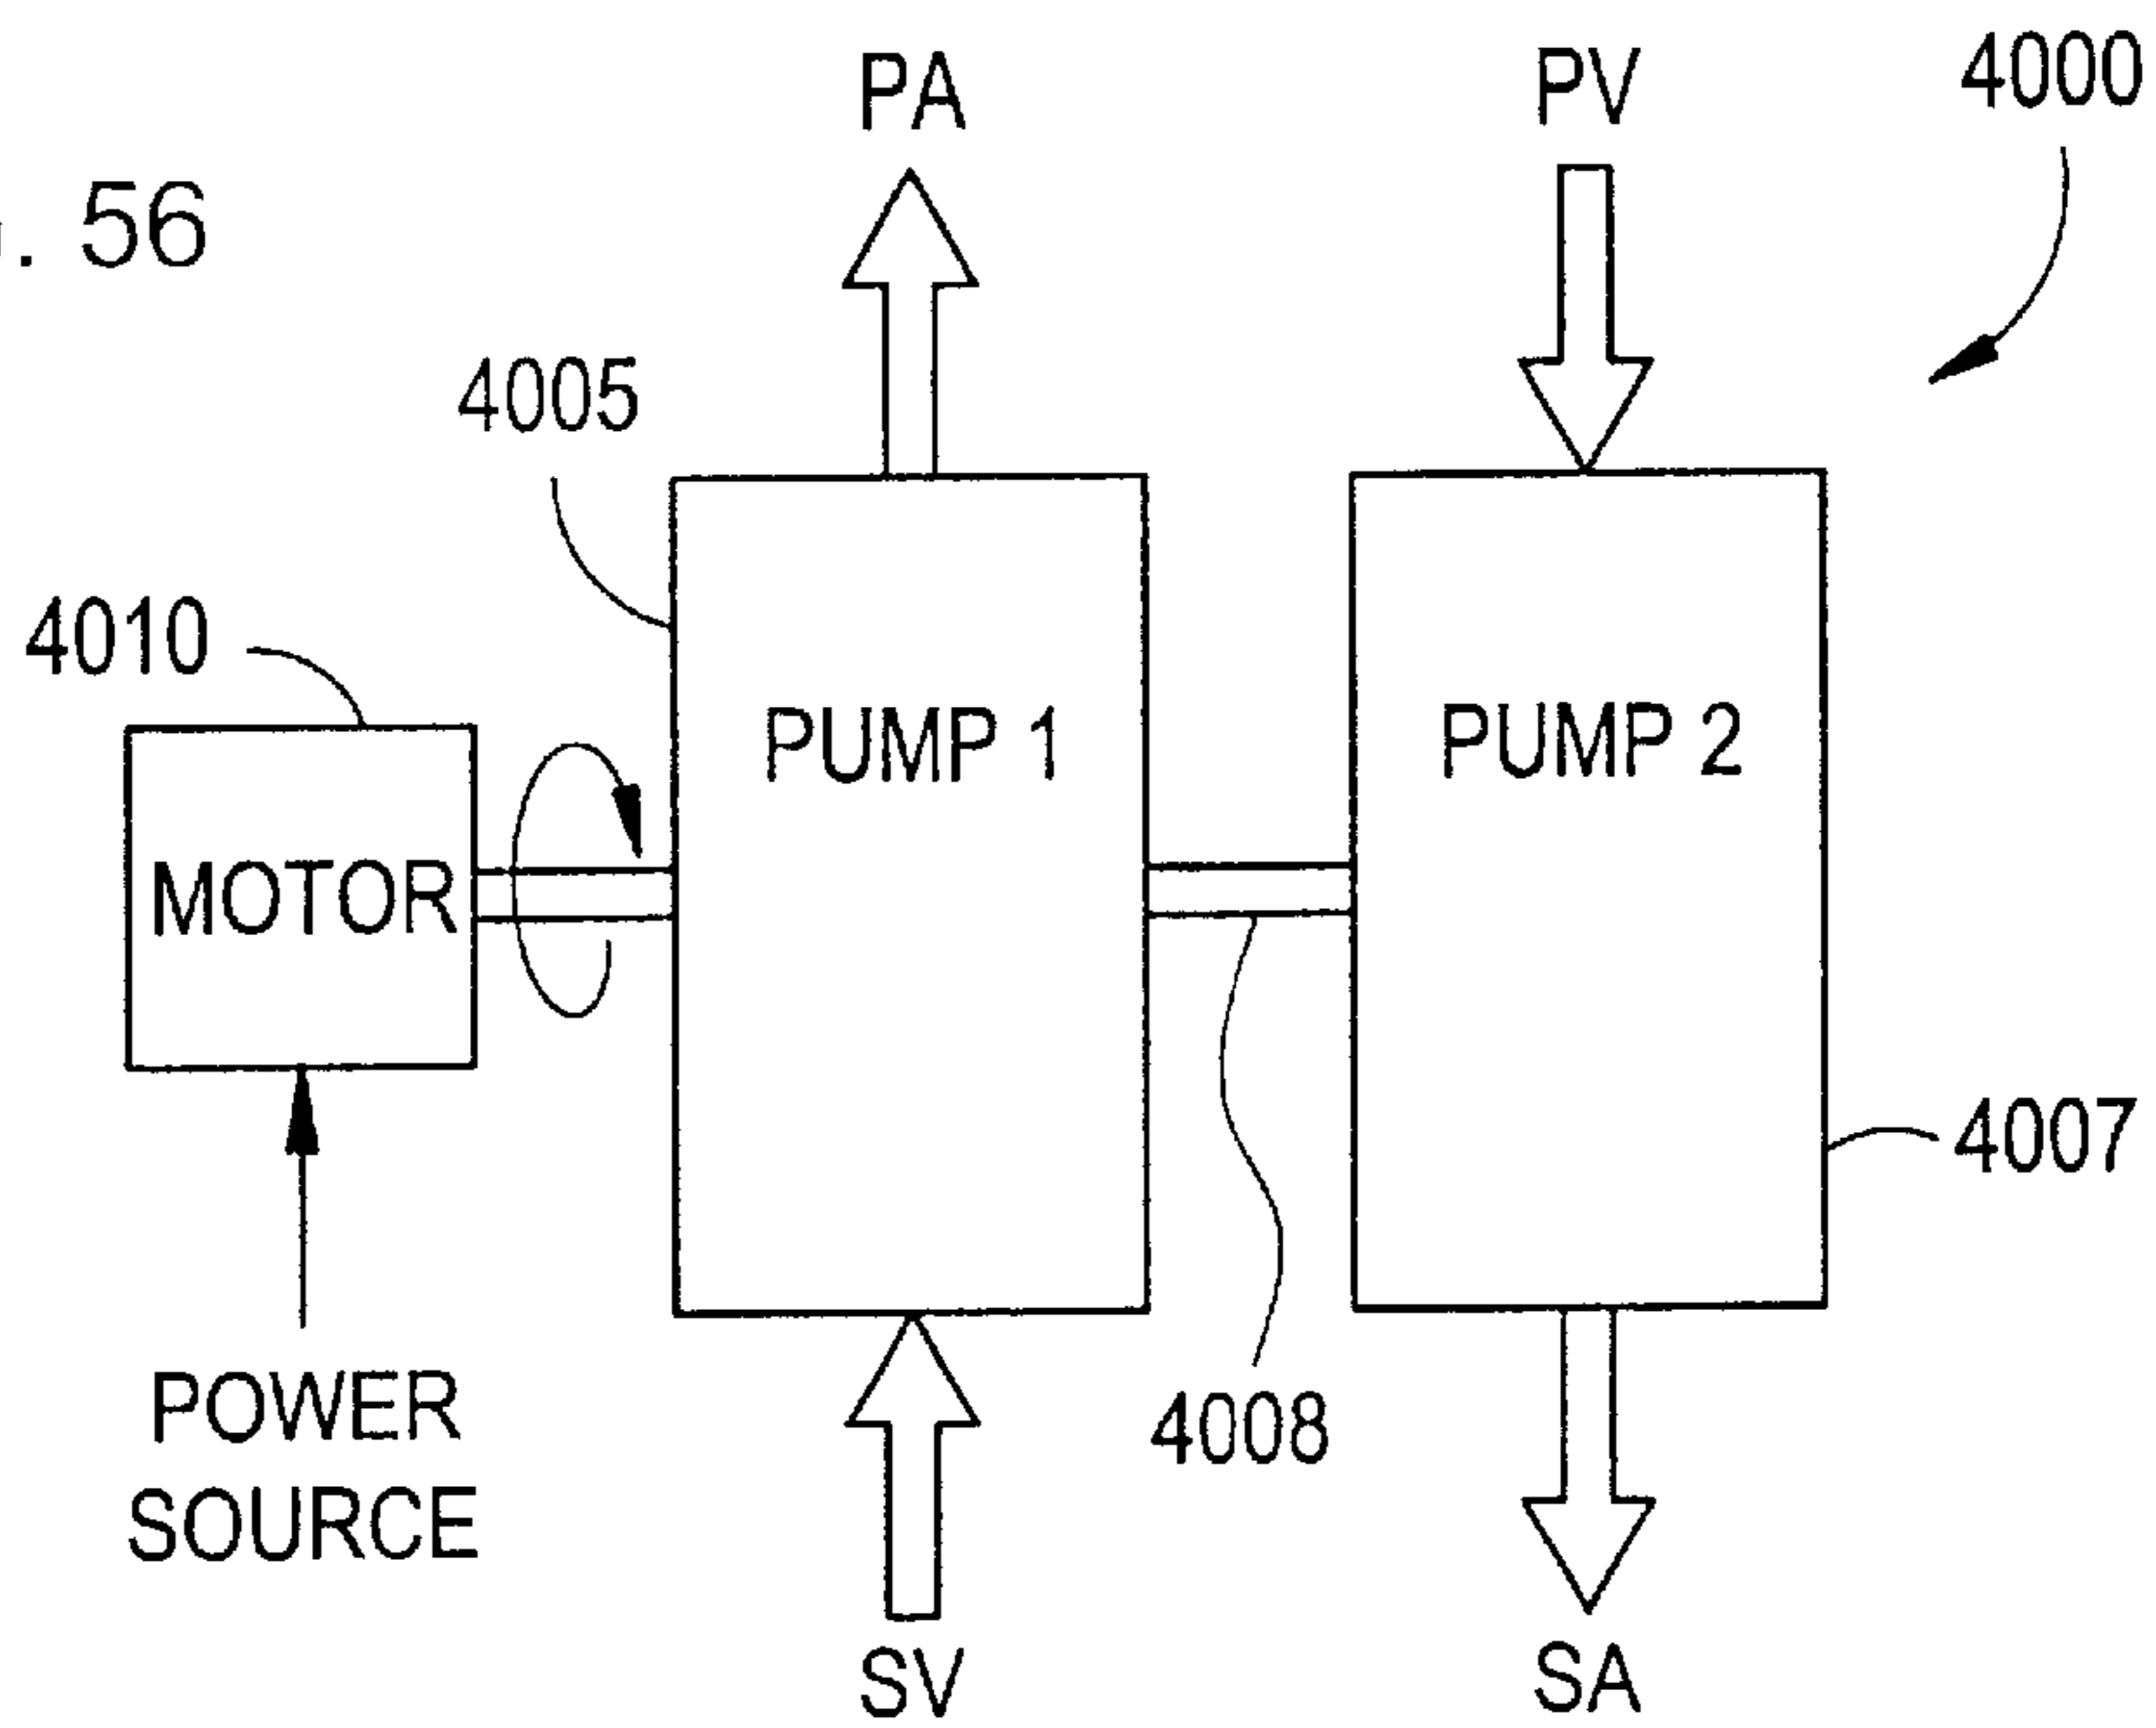 PA
PV
4000
. 56
4005
4010
PUMP 1
PUMP 2
MOTOR
4007
POWER
SOURCE
4008
SV
SA